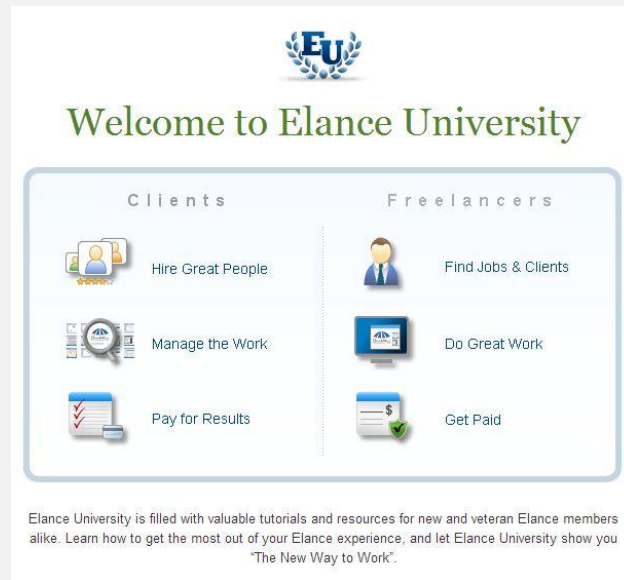 EU
Welcome to Elance University
Clients
Hire Great People
Manage the Work
Pay for Results
Freelancers
Find Jobs & Clients
Do Great Work
$
Get Paid
Elance University is filled with valuable tutorials and resources for new and veteran Elance members
alike. Learn how to get the most out of your Elance experience, and let Elance University show you
"The New Way to Work".